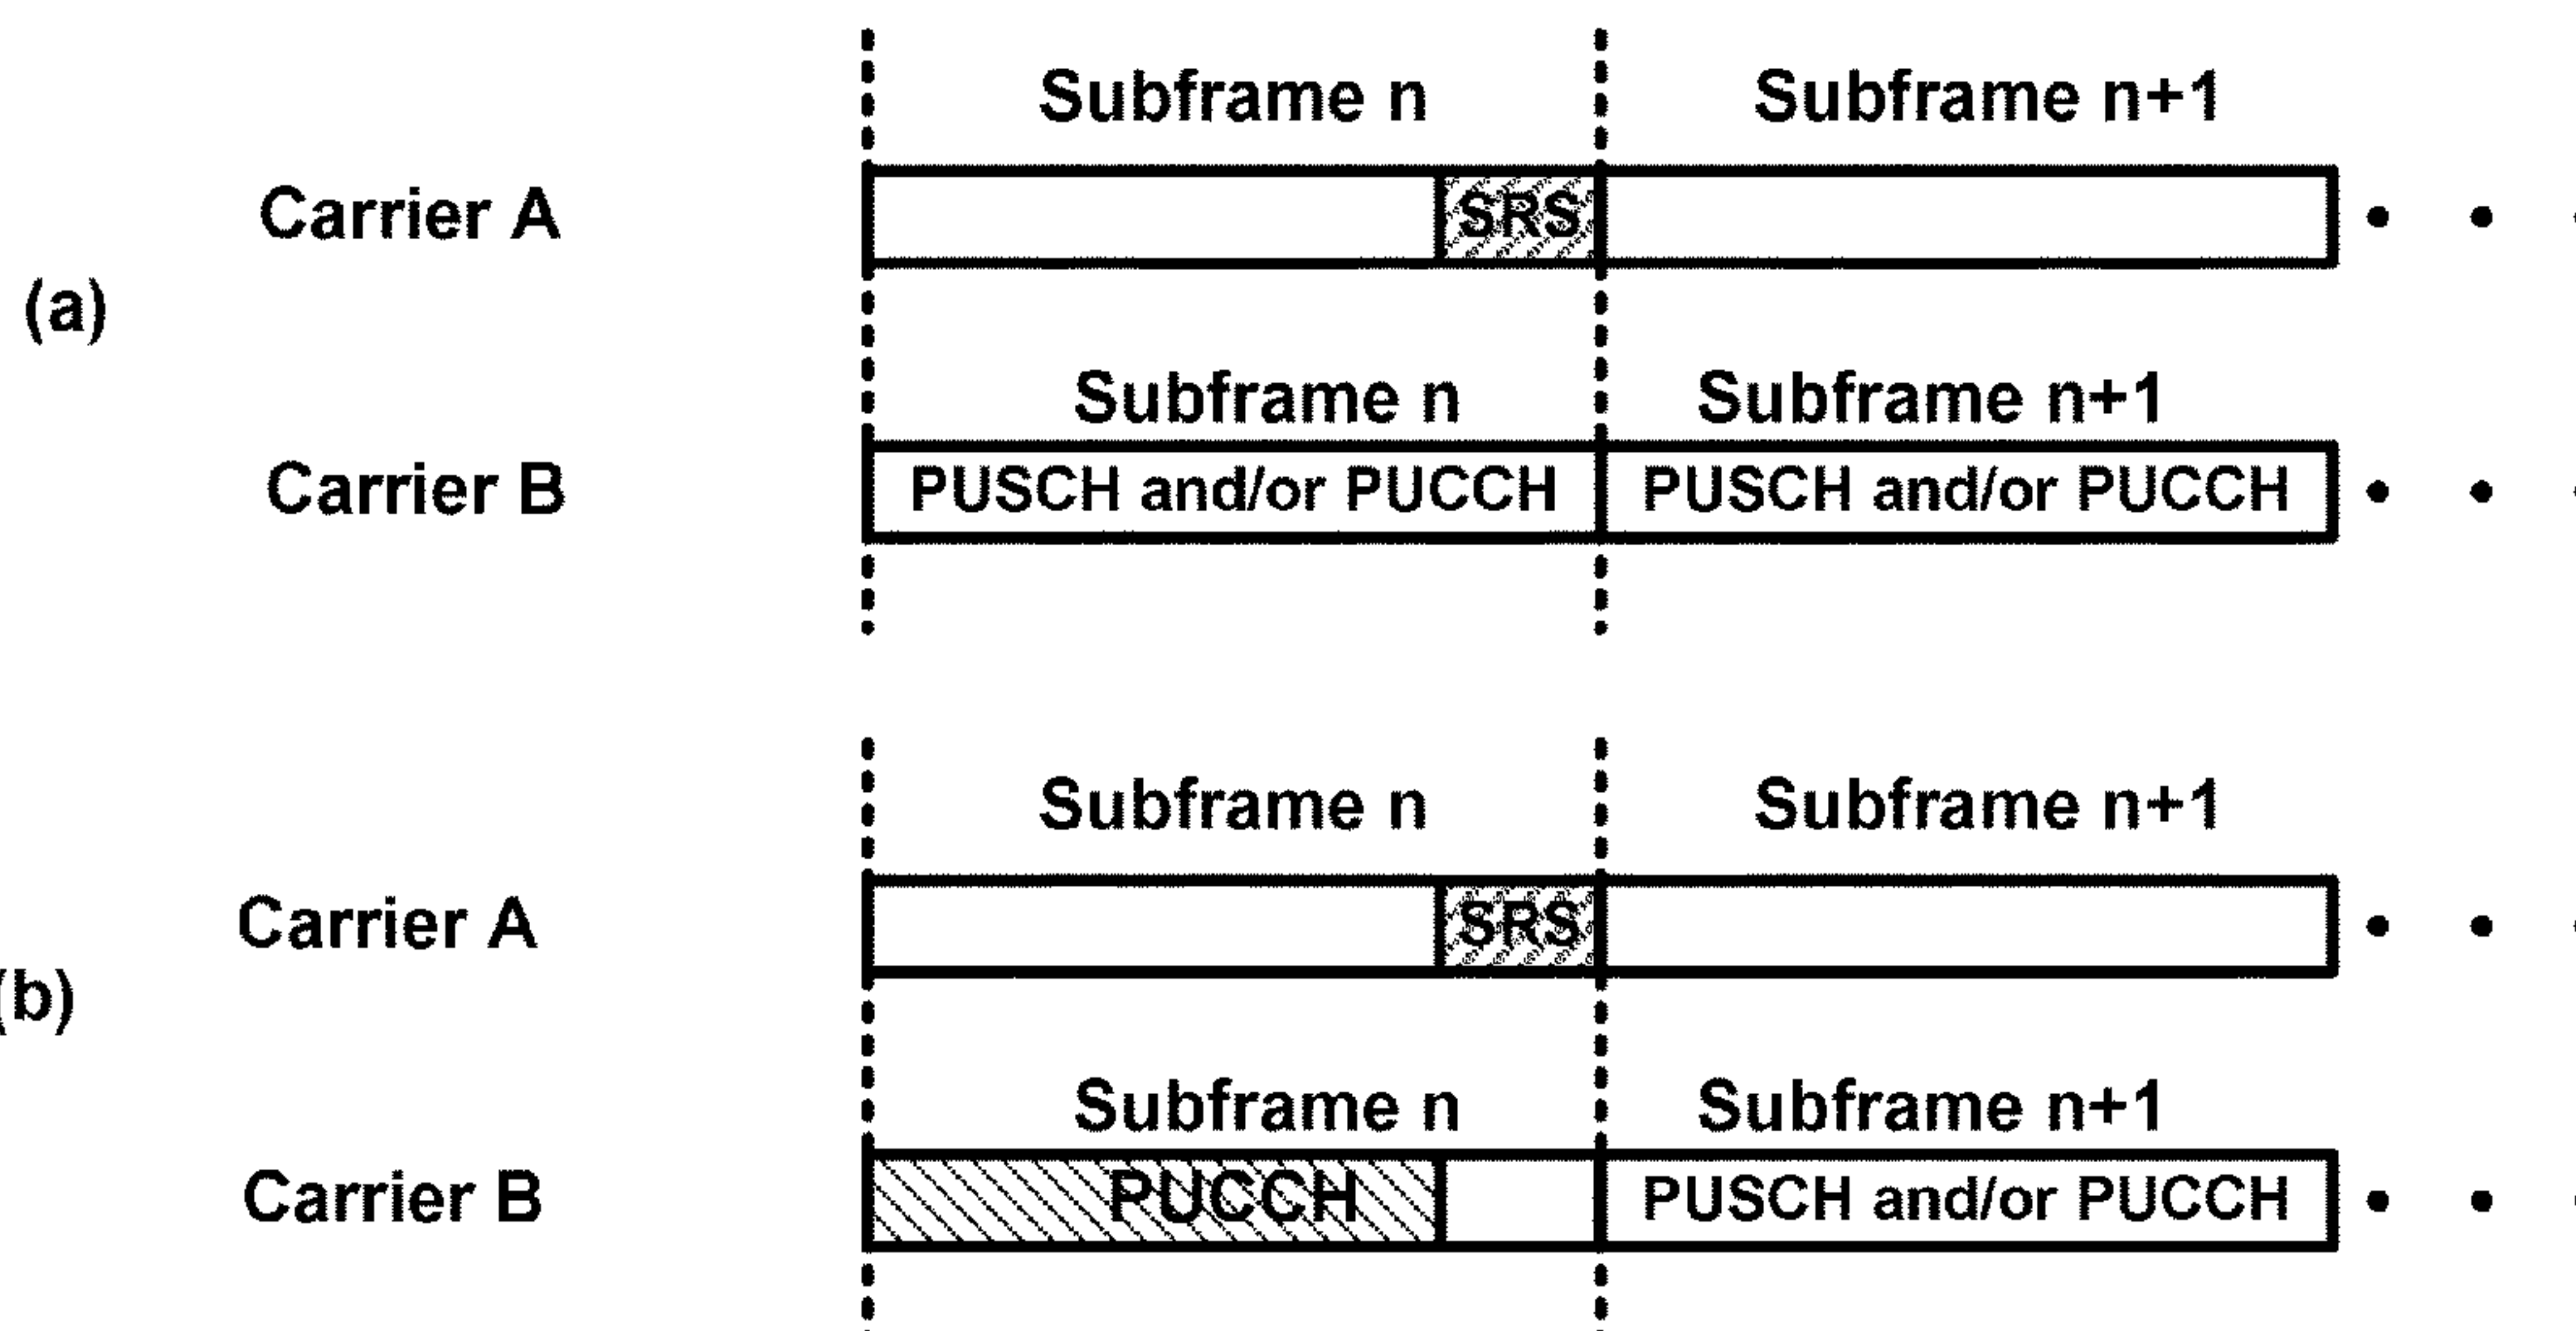 Subframe n Subframe n+1
Carrier A SRS
(a)
Subframe n Subframe n+1
Carrier B PUSCH and/or PUCCH PUSCH and/or PUCCH
Subframe n Subframe n+1
Carrier A SRS
(b)
Subframe n Subframe n+1
Carrier B PUCCH PUSCH and/or PUCCH